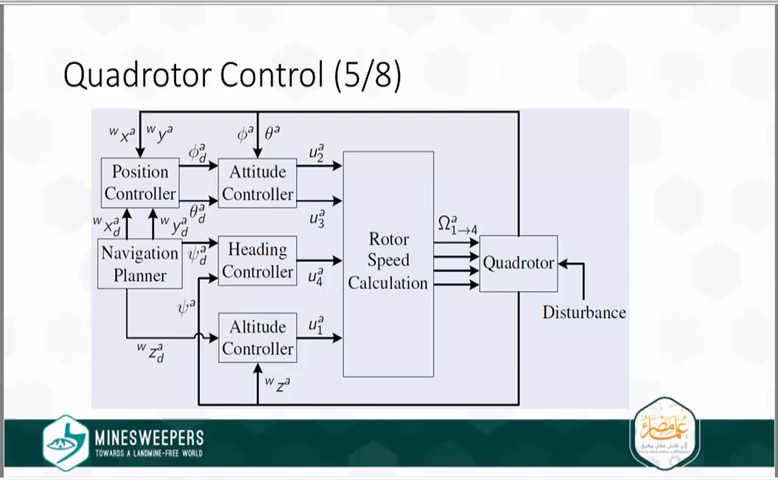 Quadrotor Control (5/8)
ʷxᵃ ʷyᵃ
ϕᵃ θᵃ
ϕᵃ_d
u₂ᵃ
Position
Controller
Attitude
Controller
θᵃ_d
u₃ᵃ
ʷxᵃ_d ʷyᵃ_d
Navigation
Planner
ψᵃ_d
Heading
Controller
u₄ᵃ
Rotor
Speed
Calculation
Ωᵃ₁→₄
Quadrotor
Disturbance
ψᵃ
Altitude
Controller
u₁ᵃ
ʷzᵃ_d
ʷzᵃ
MINESWEEPERS
TOWARDS A LANDMINE-FREE WORLD